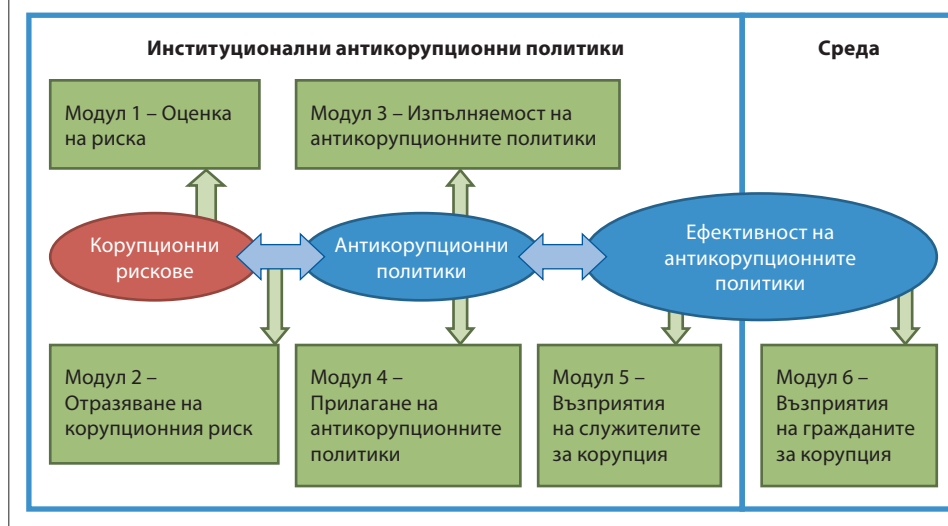 Институционални антикорупционни политики
Среда
Модул 1 – Оценка
на риска
Модул 3 – Изпълняемост на
антикорупционните политики
Корупционни
рискове
Антикорупционни
политики
Ефективност на
антикорупционните
политики
Модул 2 –
Отразяване на
корупционния риск
Модул 4 –
Прилагане на
антикорупционните
политики
Модул 5 –
Възприятия
на служителите
за корупция
Модул 6 –
Възприятия
на гражданите
за корупция